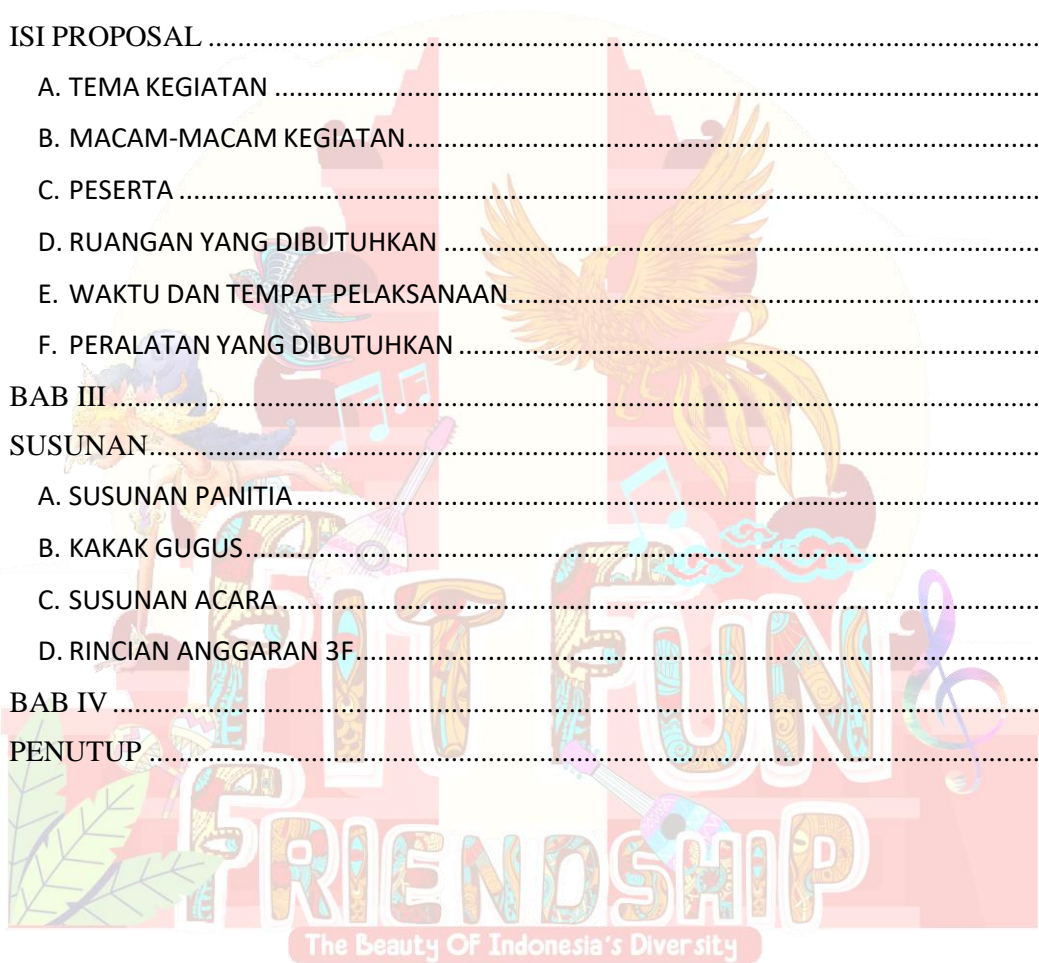 ISI PROPOSAL ................................................................
A. TEMA KEGIATAN ................................................................
B. MACAM-MACAM KEGIATAN................................................................
C. PESERTA ................................................................
D. RUANGAN YANG DIBUTUHKAN ................................................................
E. WAKTU DAN TEMPAT PELAKSANAAN................................................................
F. PERALATAN YANG DIBUTUHKAN ................................................................
BAB III ................................................................
SUSUNAN................................................................
A. SUSUNAN PANITIA ................................................................
B. KAKAK GUGUS................................................................
C. SUSUNAN ACARA ................................................................
D. RINCIAN ANGGARAN 3F................................................................
BAB IV ................................................................
PENUTUP ................................................................
FIT FUN
FRIENDSHIP
The Beauty OF Indonesia's Diversity